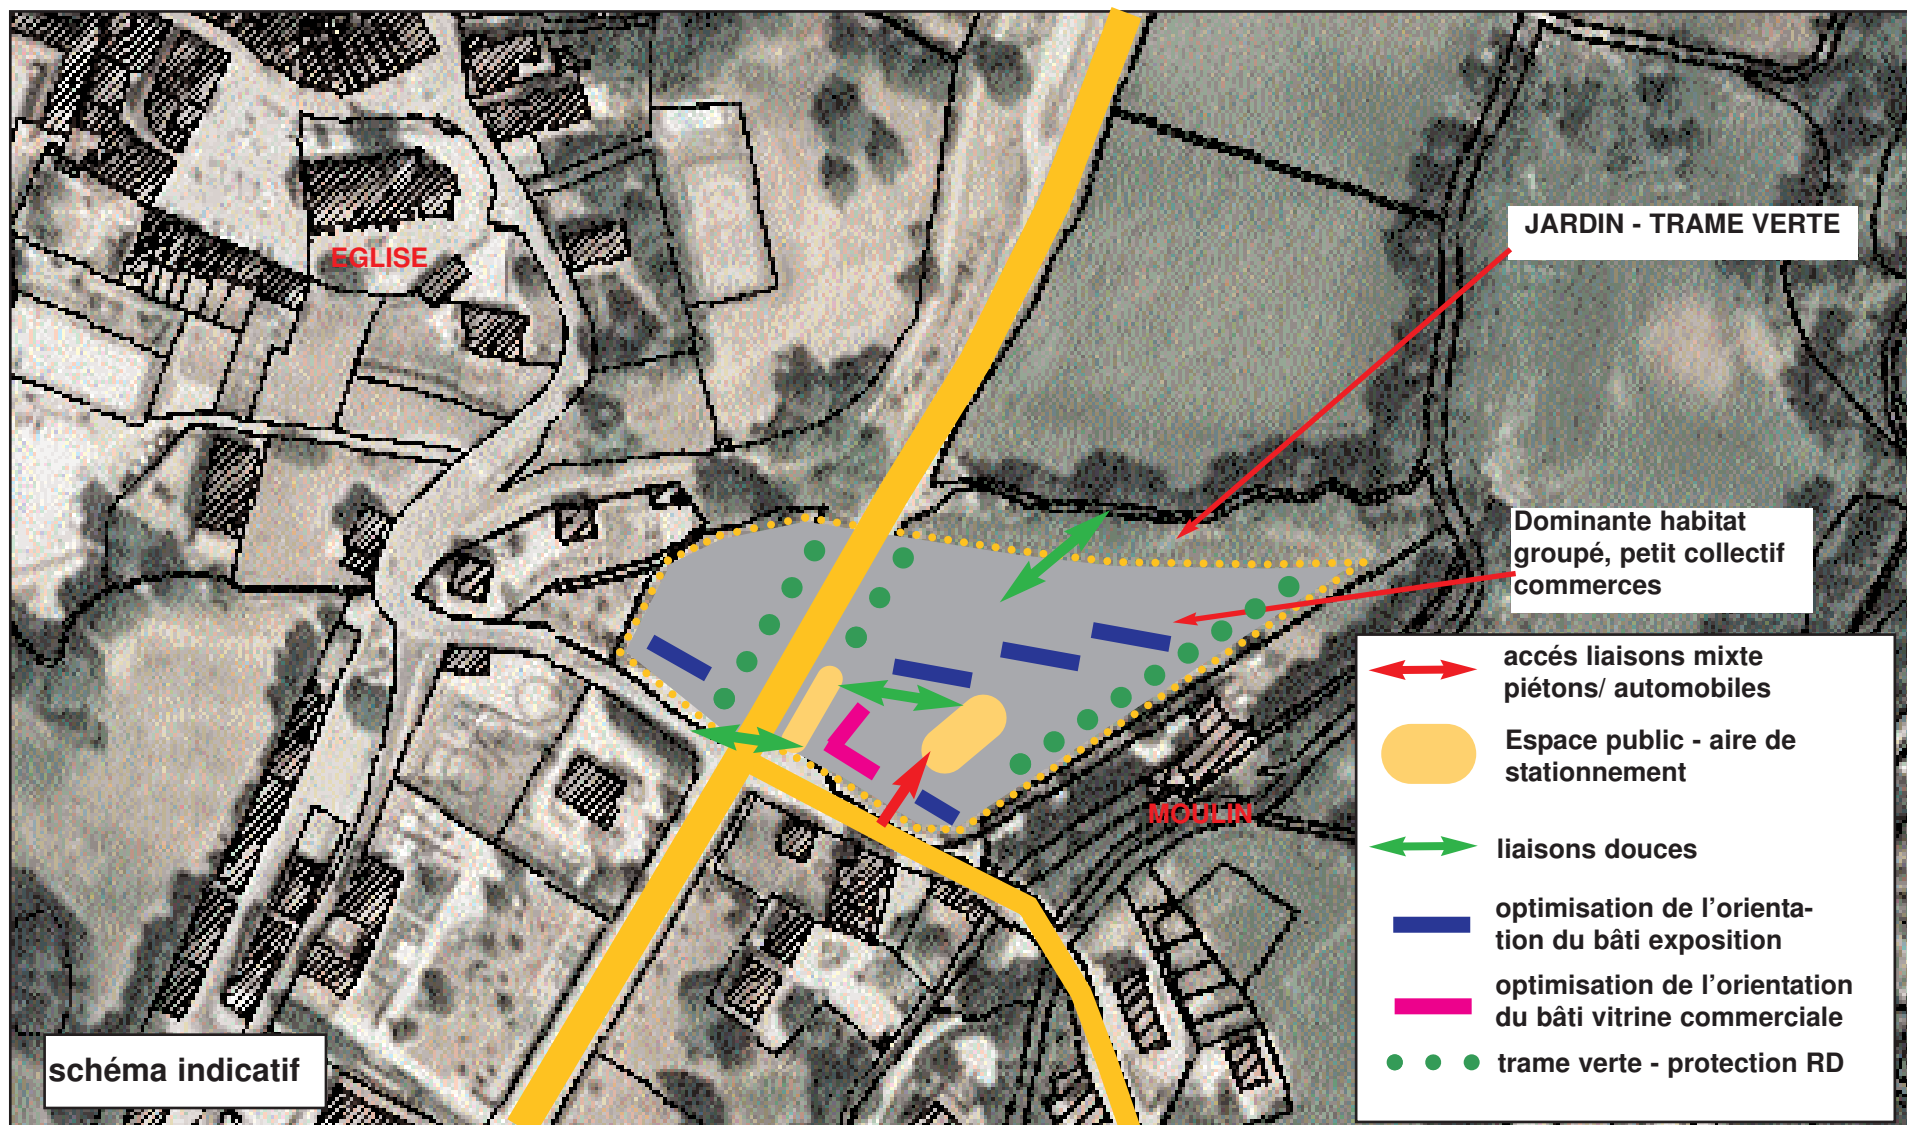 JARDIN - TRAME VERTE
EGLISE
Dominante habitat
groupé, petit collectif
commerces
accés liaisons mixte
piétons/ automobiles
Espace public - aire de
stationnement
MOULIN
liaisons douces
optimisation de l'orienta-
tion du bâti exposition
optimisation de l'orientation
du bâti vitrine commerciale
trame verte - protection RD
schéma indicatif